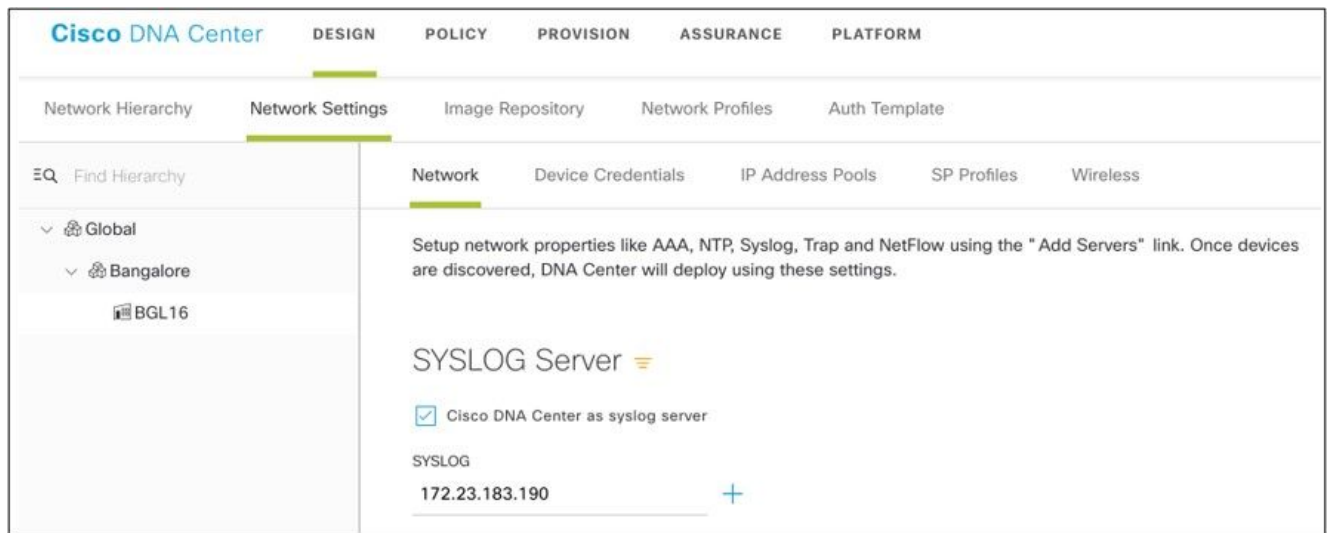 Cisco DNA Center DESIGN POLICY PROVISION ASSURANCE PLATFORM
Network Hierarchy Network Settings Image Repository Network Profiles Auth Template
Find Hierarchy
Network Device Credentials IP Address Pools SP Profiles Wireless
Global
Bangalore
BGL16
Setup network properties like AAA, NTP, Syslog, Trap and NetFlow using the "Add Servers" link. Once devices
are discovered, DNA Center will deploy using these settings.
SYSLOG Server
Cisco DNA Center as syslog server
SYSLOG
172.23.183.190